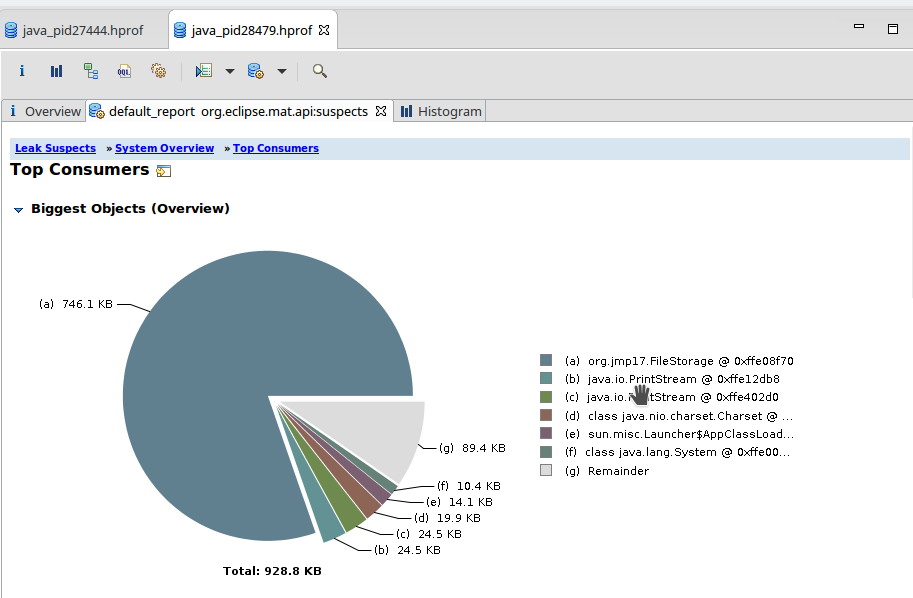 java_pid27444.hprof java_pid28479.hprof
i OQL
i Overview default_report org.eclipse.mat.api:suspects Histogram
Leak Suspects » System Overview » Top Consumers
Top Consumers
Biggest Objects (Overview)
(a) 746.1 KB
(g) 89.4 KB
(f) 10.4 KB
(e) 14.1 KB
(d) 19.9 KB
(c) 24.5 KB
(b) 24.5 KB
Total: 928.8 KB
(a) org.jmp17.FileStorage @ 0xffe08f70
(b) java.io.PrintStream @ 0xffe12db8
(c) java.io.PrintStream @ 0xffe402d0
(d) class java.nio.charset.Charset @ ...
(e) sun.misc.Launcher$AppClassLoad...
(f) class java.lang.System @ 0xffe00...
(g) Remainder